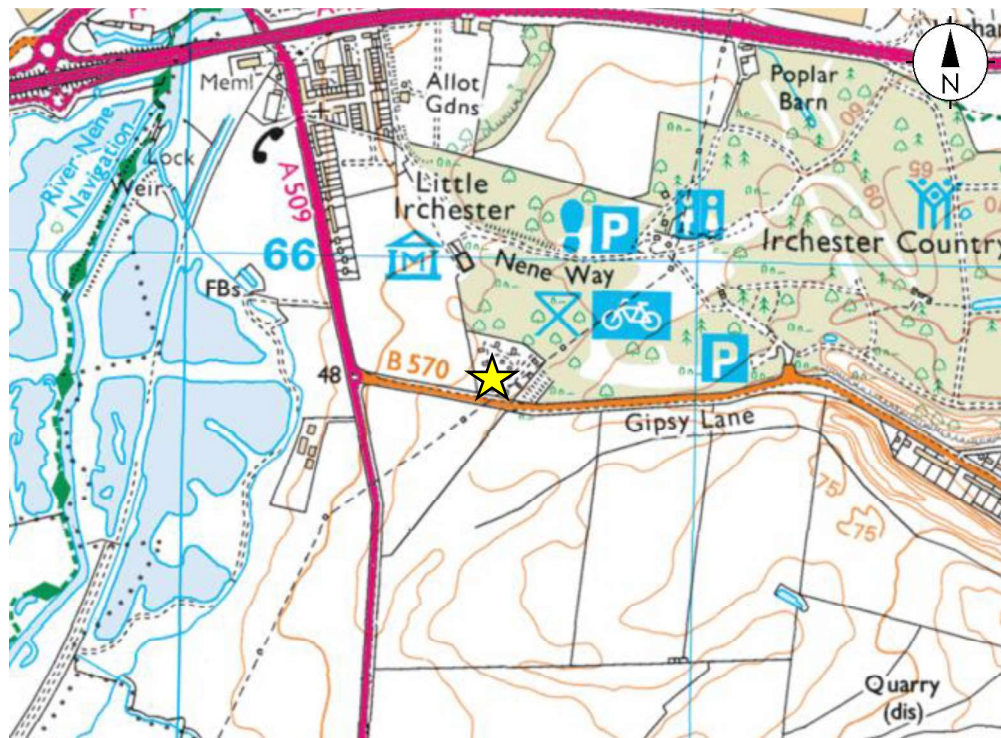 N
Meml
Allot
Gdns
Poplar
Barn
60
River Nene
Navigation
Lock
Weir
A 509
Little
Irchester
P
65
60
70
66
M
Nene Way
Irchester Country
FBs
P
48
B 570
Gipsy Lane
75
75
Quarry
(dis)